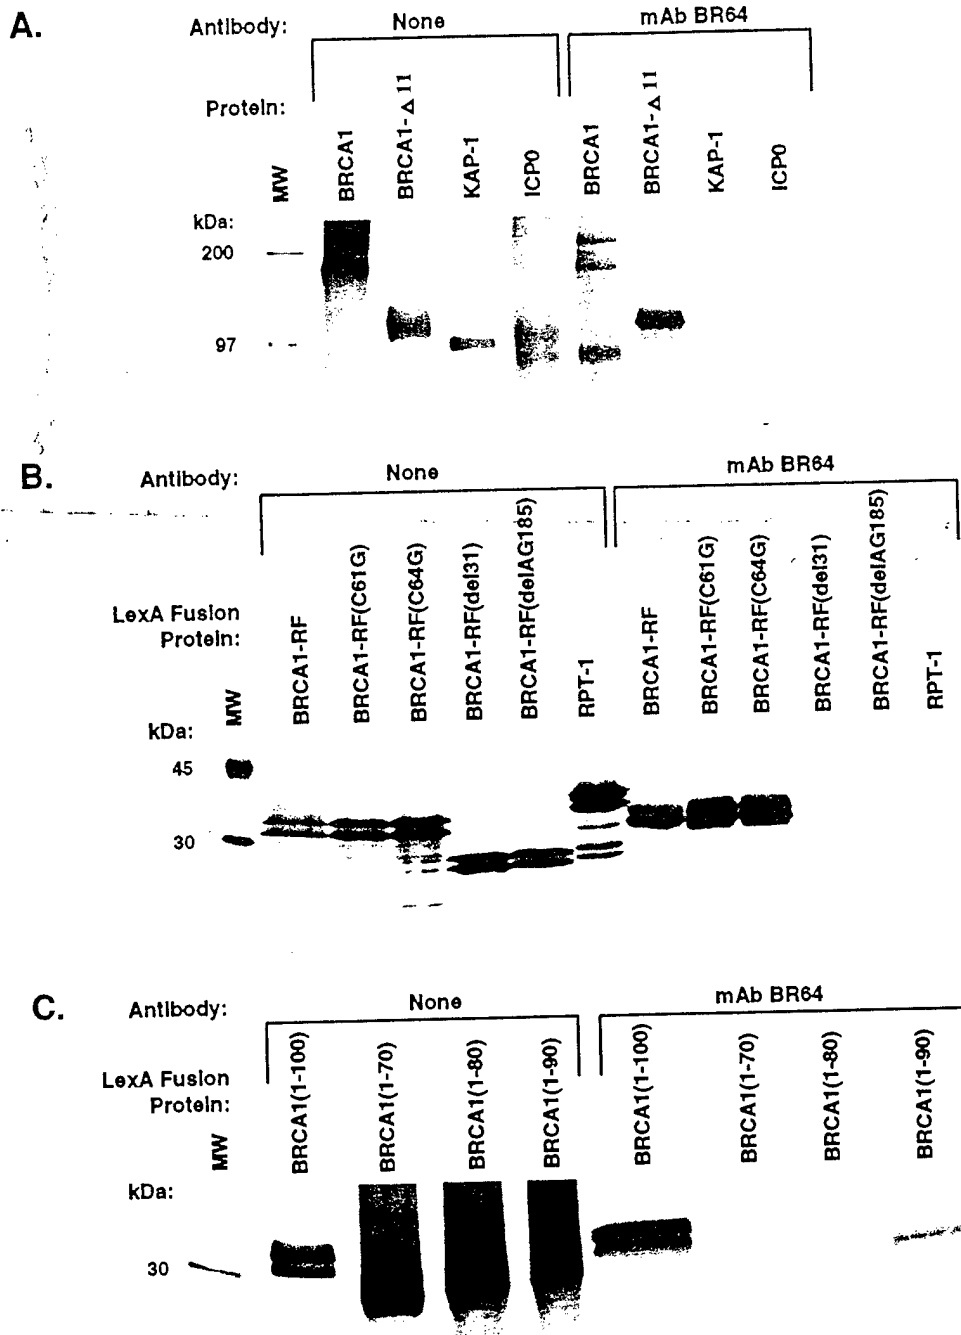 A.
Antibody: None mAb BR64
Protein:
MW BRCA1 BRCA1-Δ11 KAP-1 ICP0 BRCA1 BRCA1-Δ11 KAP-1 ICP0
kDa:
200
97
B.
Antibody: None mAb BR64
LexA Fusion
Protein:
MW BRCA1-RF BRCA1-RF(C61G) BRCA1-RF(C64G) BRCA1-RF(del31) BRCA1-RF(delAG185) RPT-1 BRCA1-RF BRCA1-RF(C61G) BRCA1-RF(C64G) BRCA1-RF(del31) BRCA1-RF(delAG185) RPT-1
kDa:
45
30
C.
Antibody: None mAb BR64
LexA Fusion
Protein:
MW BRCA1(1-100) BRCA1(1-70) BRCA1(1-80) BRCA1(1-90) BRCA1(1-100) BRCA1(1-70) BRCA1(1-80) BRCA1(1-90)
kDa:
30